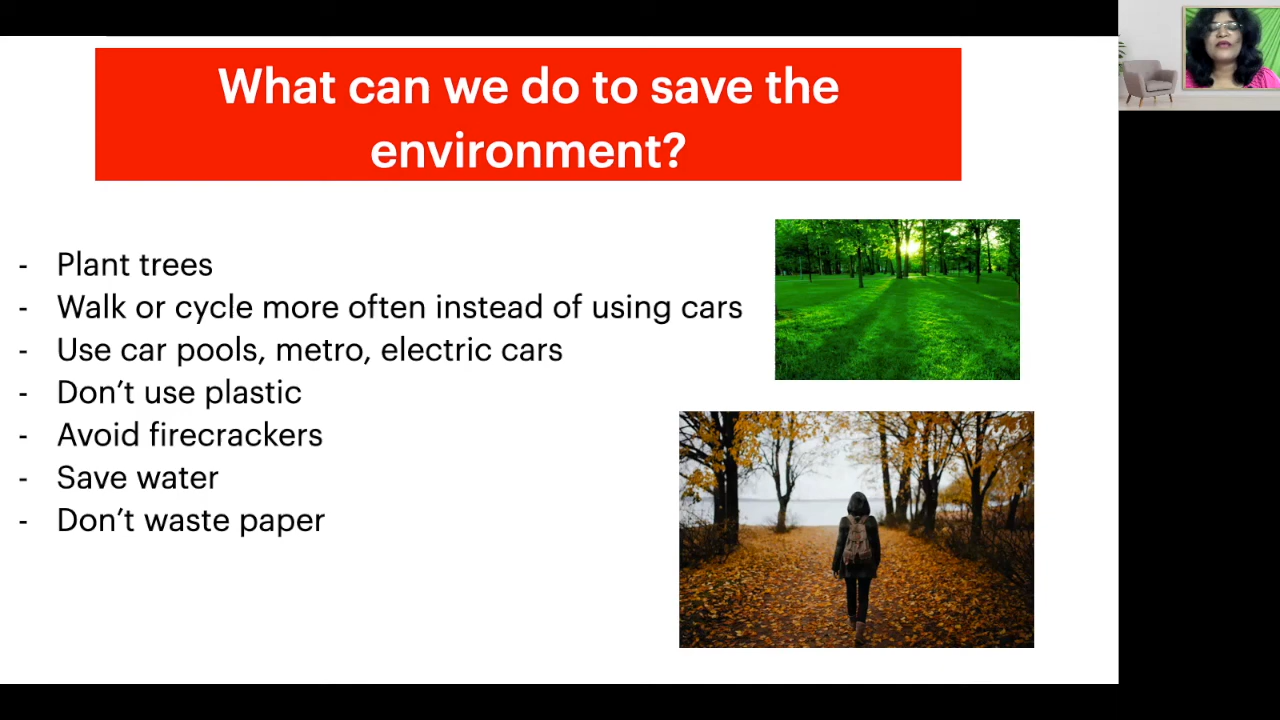 What can we do to save the
environment?
- Plant trees
- Walk or cycle more often instead of using cars
- Use car pools, metro, electric cars
- Don’t use plastic
- Avoid firecrackers
- Save water
- Don’t waste paper